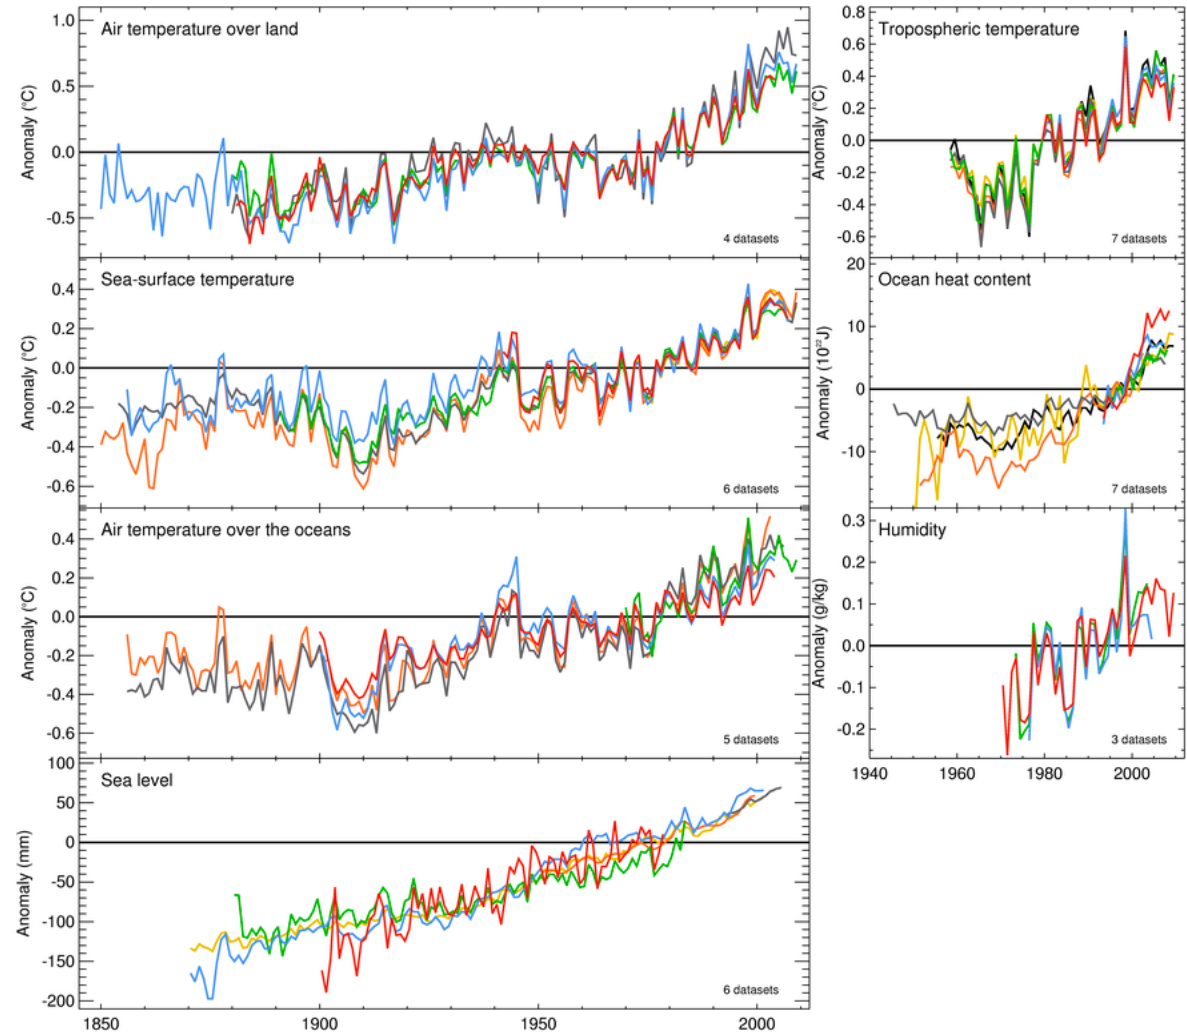 Air temperature over land
Anomaly (°C)
1.0
0.5
0.0
-0.5
4 datasets
Sea-surface temperature
Anomaly (°C)
0.4
0.2
0.0
-0.2
-0.4
-0.6
6 datasets
Air temperature over the oceans
Anomaly (°C)
0.4
0.2
0.0
-0.2
-0.4
-0.6
5 datasets
Sea level
Anomaly (mm)
100
50
0
-50
-100
-150
-200
6 datasets
1850 1900 1950 2000
Tropospheric temperature
Anomaly (°C)
0.8
0.6
0.4
0.2
0.0
-0.2
-0.4
-0.6
7 datasets
Ocean heat content
Anomaly (10²²J)
20
10
0
-10
7 datasets
Humidity
Anomaly (g/kg)
0.3
0.2
0.1
0.0
-0.1
-0.2
3 datasets
1940 1960 1980 2000